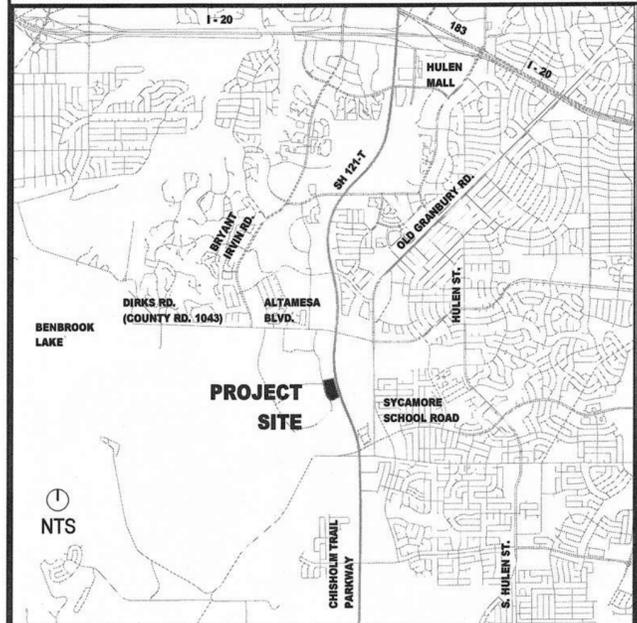 I - 20
183
I - 20
HULEN
MALL
SH 121-T
OLD GRANBURY RD.
BRYANT
IRVIN RD.
HULEN ST.
DIRKS RD.
(COUNTY RD. 1043)
ALTAMESA
BLVD.
BENBROOK
LAKE
PROJECT
SITE
SYCAMORE
SCHOOL ROAD
NTS
CHISHOLM TRAIL
PARKWAY
S. HULEN ST.